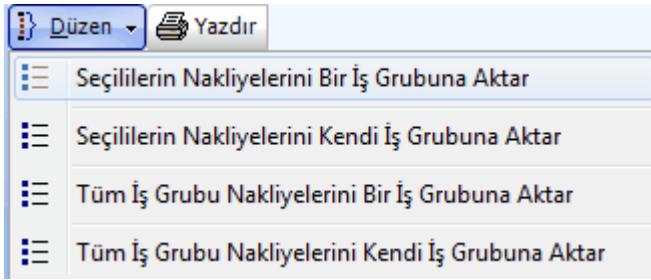 Düzen Yazdır
Seçililerin Nakliyelerini Bir İş Grubuna Aktar
Seçililerin Nakliyelerini Kendi İş Grubuna Aktar
Tüm İş Grubu Nakliyelerini Bir İş Grubuna Aktar
Tüm İş Grubu Nakliyelerini Kendi İş Grubuna Aktar